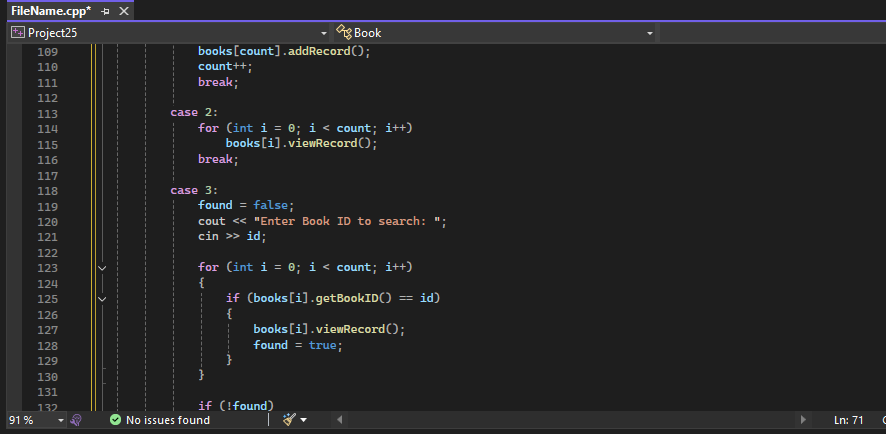 FileName.cpp*
Project25 Book
109 books[count].addRecord();
110 count++;
111 break;
112
113 case 2:
114 for (int i = 0; i < count; i++)
115 books[i].viewRecord();
116 break;
117
118 case 3:
119 found = false;
120 cout << "Enter Book ID to search: ";
121 cin >> id;
122
123 for (int i = 0; i < count; i++)
124 {
125 if (books[i].getBookID() == id)
126 {
127 books[i].viewRecord();
128 found = true;
129 }
130 }
131
132 if (!found)
91 % No issues found Ln: 71